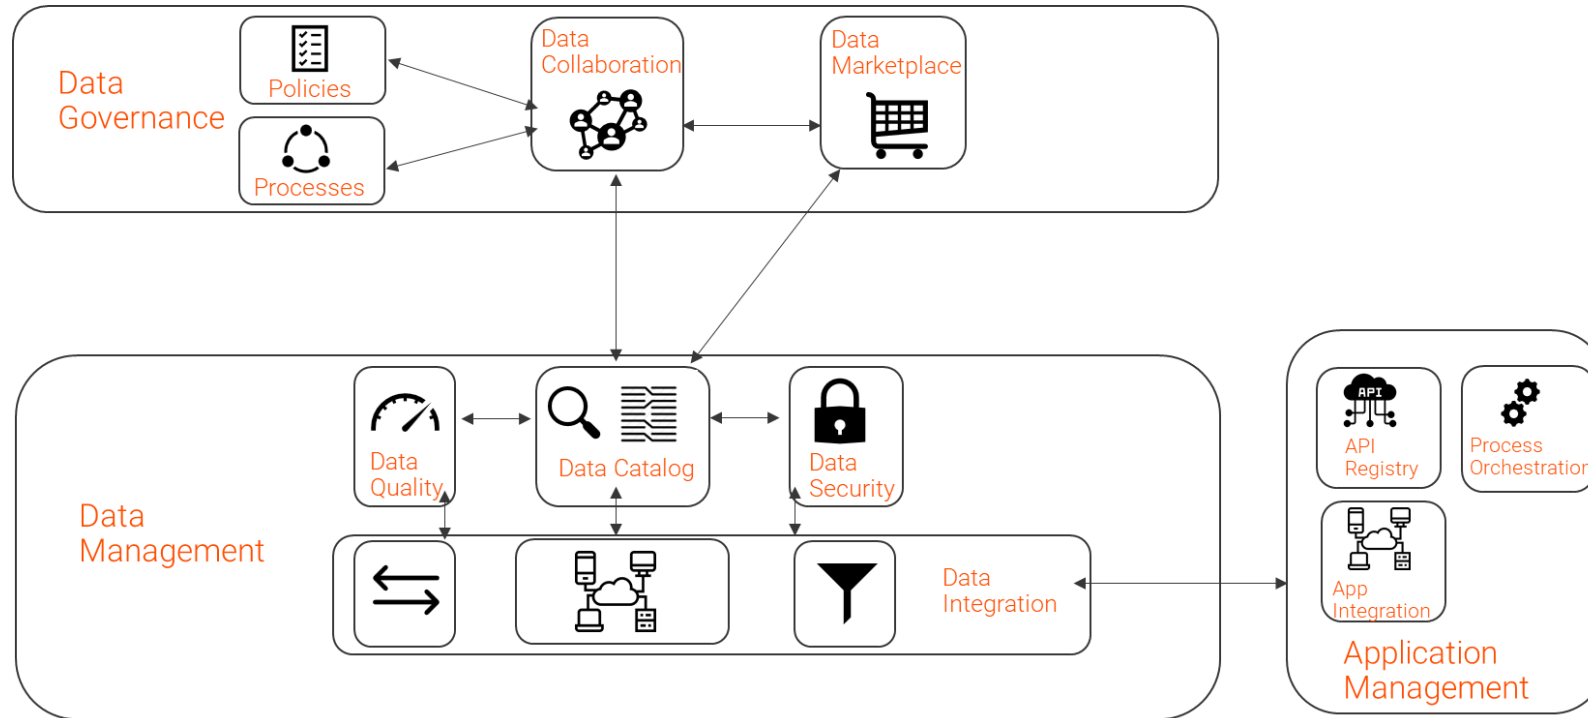 Data
Governance
Policies
Processes
Data
Collaboration
Data
Marketplace
Data
Management
Data
Quality
Data Catalog
Data
Security
Data
Integration
API
API
Registry
Process
Orchestration
App
Integration
Application
Management